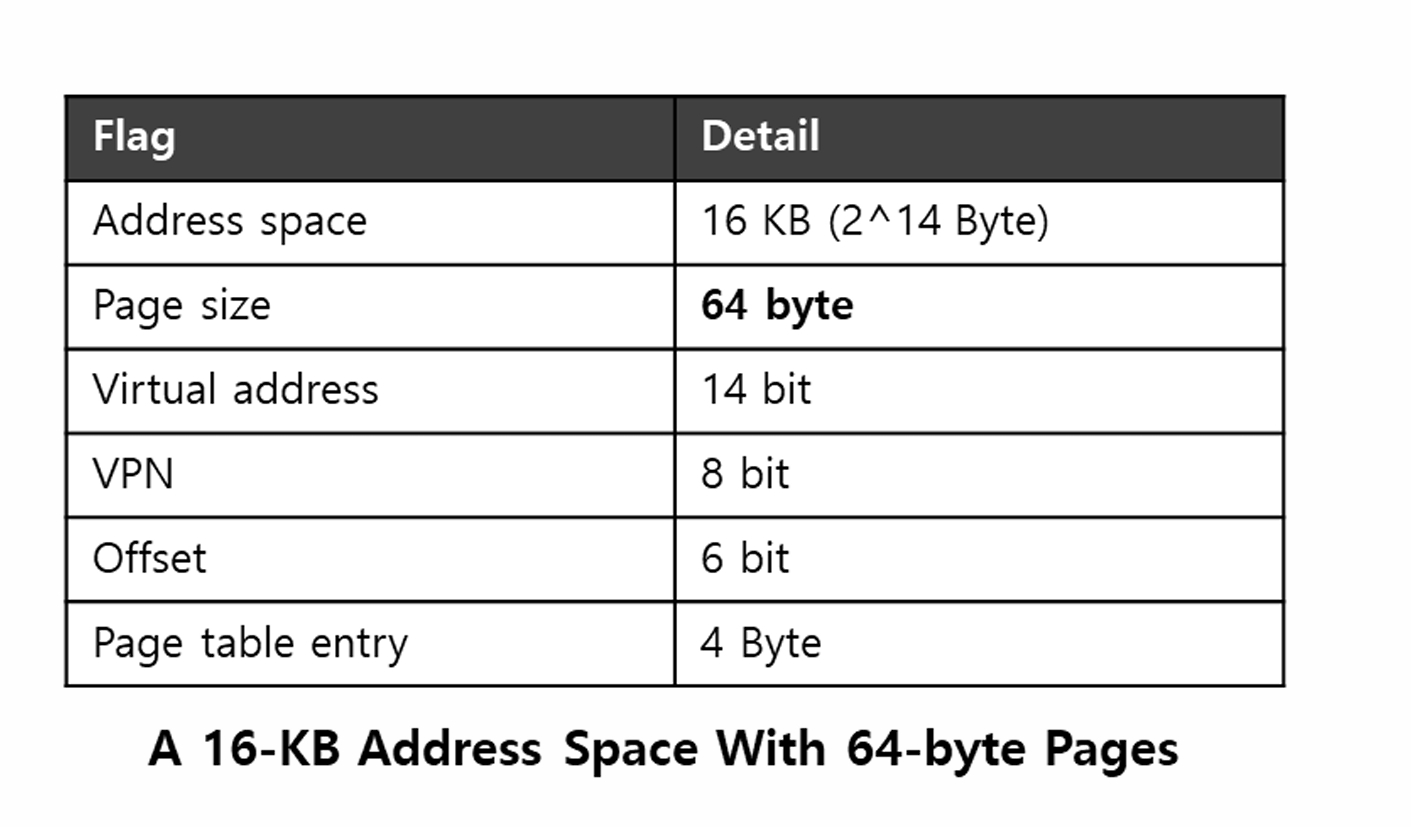 Flag Detail
Address space 16 KB (2^14 Byte)
Page size 64 byte
Virtual address 14 bit
VPN 8 bit
Offset 6 bit
Page table entry 4 Byte
A 16-KB Address Space With 64-byte Pages